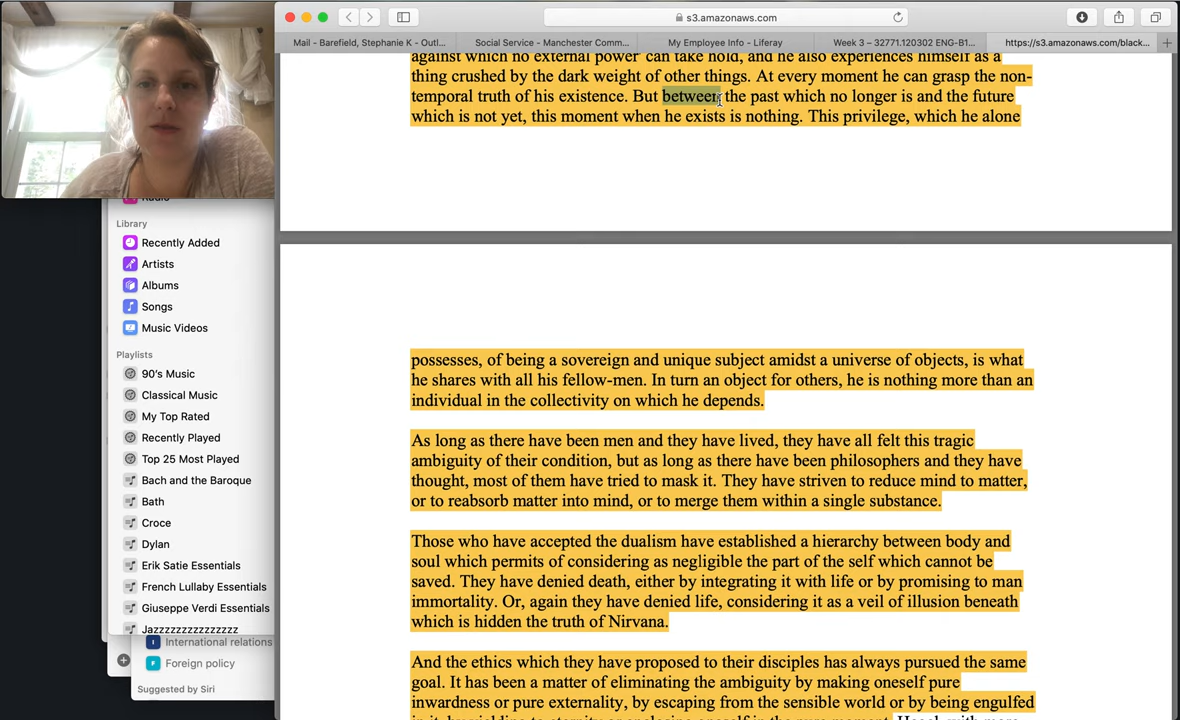 s3.amazonaws.com
Mail - Barefield, Stephanie K - Outl...
Social Service - Manchester Comm...
My Employee Info - Liferay
Week 3 – 32771.120302 ENG-B1...
https://s3.amazonaws.com/black...
against which no external power can take hold, and he also experiences himself as a
thing crushed by the dark weight of other things. At every moment he can grasp the non-
temporal truth of his existence. But between the past which no longer is and the future
which is not yet, this moment when he exists is nothing. This privilege, which he alone
possesses, of being a sovereign and unique subject amidst a universe of objects, is what
he shares with all his fellow-men. In turn an object for others, he is nothing more than an
individual in the collectivity on which he depends.
As long as there have been men and they have lived, they have all felt this tragic
ambiguity of their condition, but as long as there have been philosophers and they have
thought, most of them have tried to mask it. They have striven to reduce mind to matter,
or to reabsorb matter into mind, or to merge them within a single substance.
Those who have accepted the dualism have established a hierarchy between body and
soul which permits of considering as negligible the part of the self which cannot be
saved. They have denied death, either by integrating it with life or by promising to man
immortality. Or, again they have denied life, considering it as a veil of illusion beneath
which is hidden the truth of Nirvana.
And the ethics which they have proposed to their disciples has always pursued the same
goal. It has been a matter of eliminating the ambiguity by making oneself pure
inwardness or pure externality, by escaping from the sensible world or by being engulfed
in it, by yielding to eternity or enclosing oneself in the pure moment. Hegel, with more
Radio
Library
Recently Added
Artists
Albums
Songs
Music Videos
Playlists
90's Music
Classical Music
My Top Rated
Recently Played
Top 25 Most Played
Bach and the Baroque
Bath
Croce
Dylan
Erik Satie Essentials
French Lullaby Essentials
Giuseppe Verdi Essentials
Jazzzzzzzzzzzzzzz
I International relations
F Foreign policy
Suggested by Siri